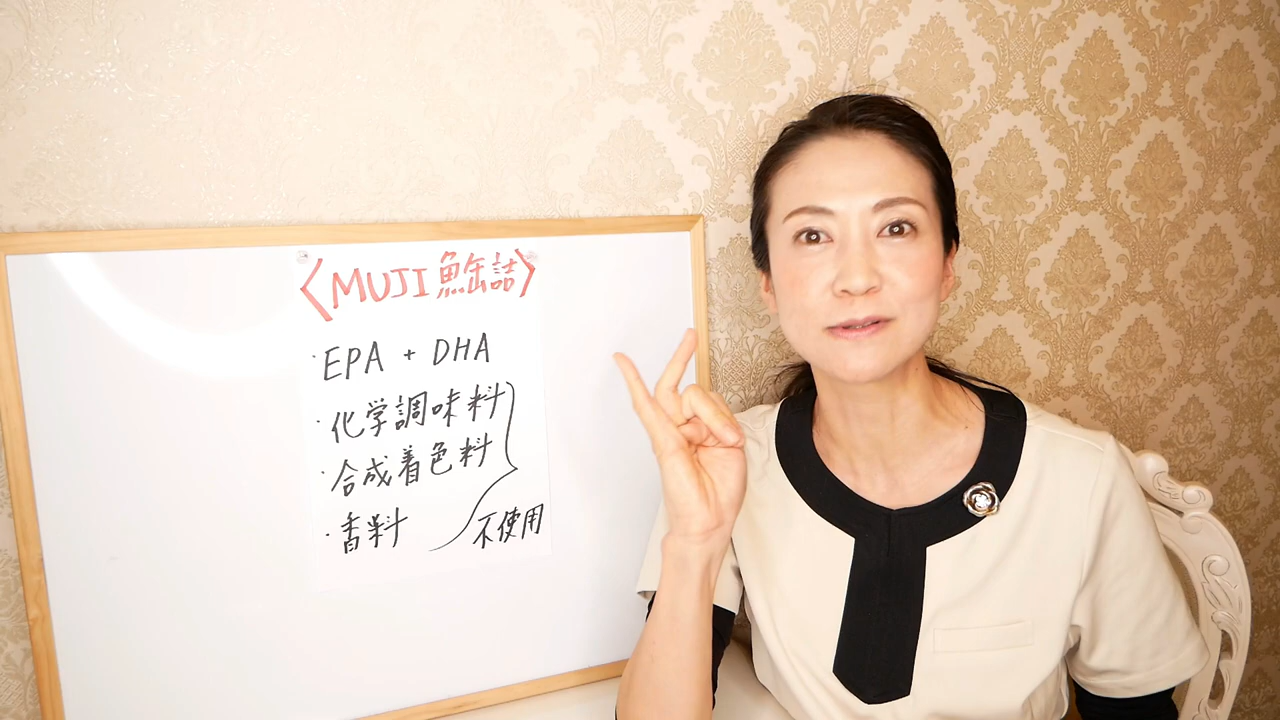 〈MUJI 魚缶詰〉
・EPA + DHA
・化学調味料
・合成着色料
・香料 不使用